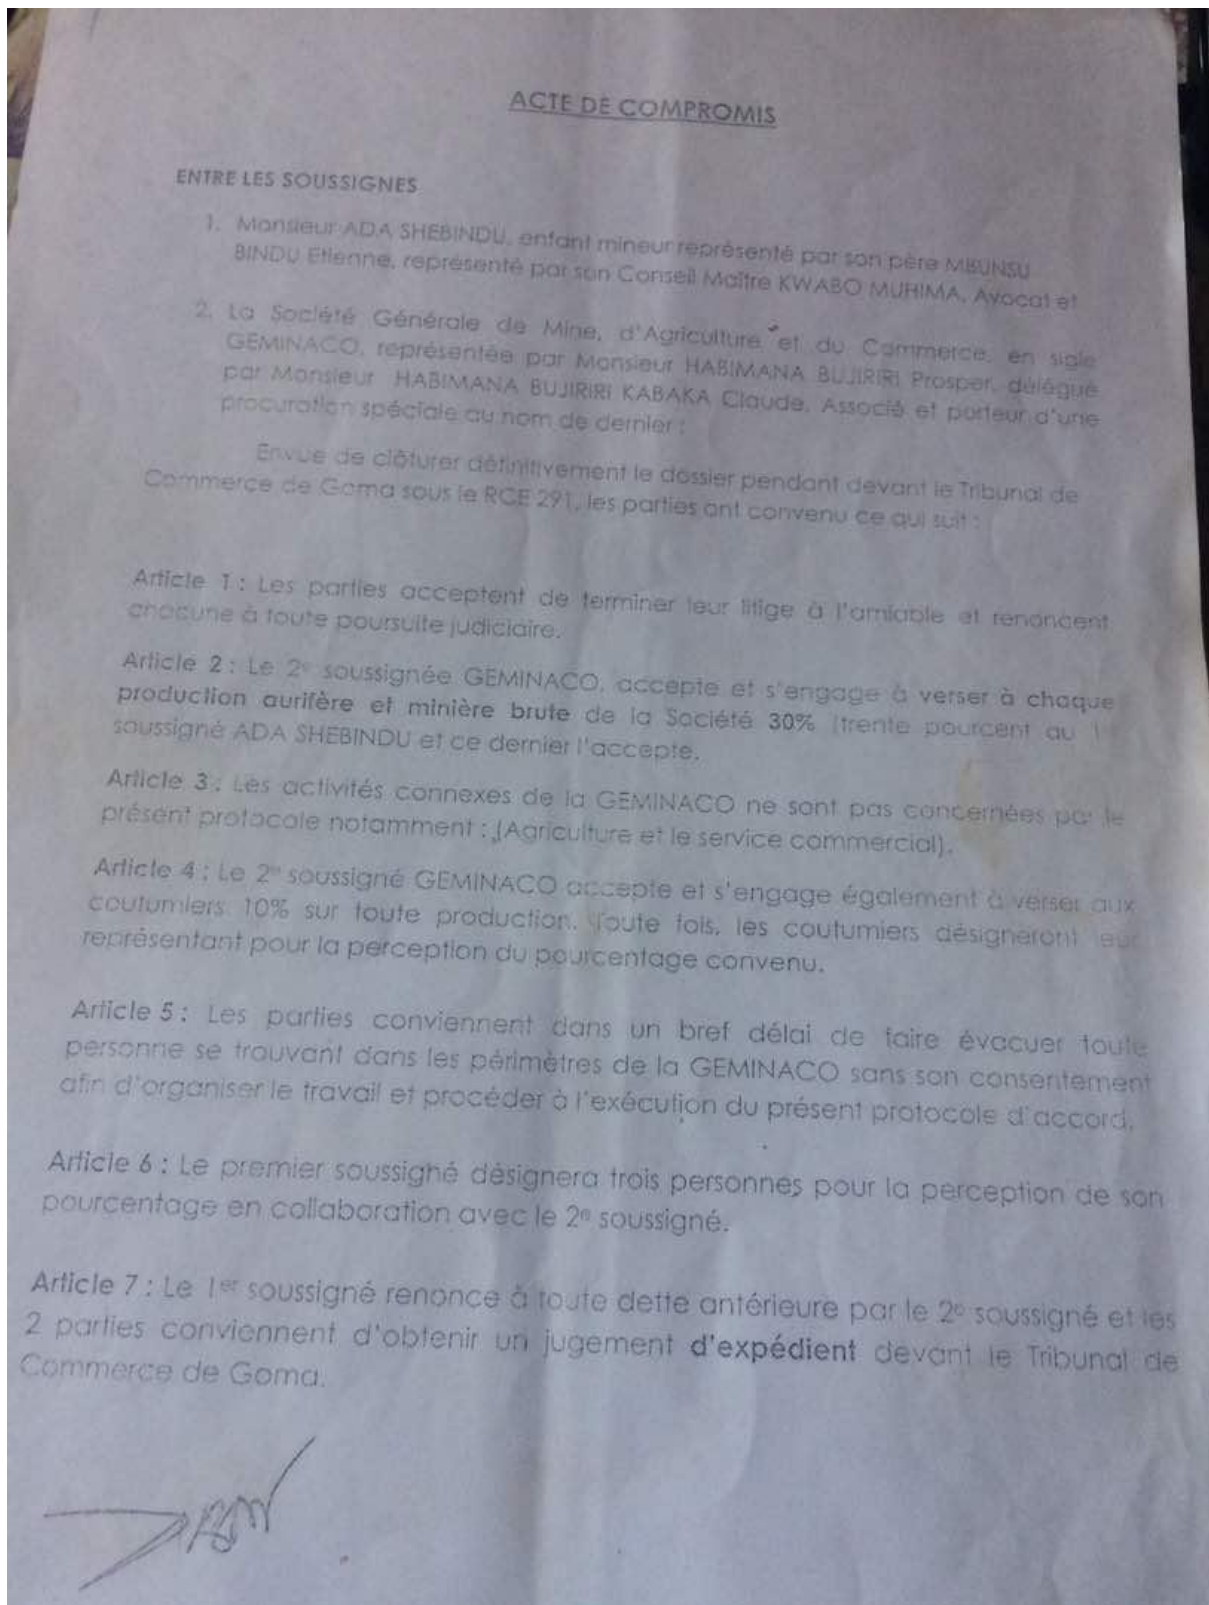 ACTE DE COMPROMIS
ENTRE LES SOUSSIGNES
1. Monsieur ADA SHEBINDU, enfant mineur représenté par son père MBUNSU
BINDU Etienne, représenté par son Conseil Maître KWABO MUHIMA, Avocat et
2. La Société Générale de Mine, d'Agriculture et du Commerce, en sigle
GEMINACO, représentée par Monsieur HABIMANA BUJIRIRI Prosper, délégué
par Monsieur HABIMANA BUJIRIRI KABAKA Claude, Associé et porteur d'une
procuration spéciale au nom de dernier ;
Envue de clôturer définitivement le dossier pendant devant le Tribunal de
Commerce de Goma sous le RCE 291, les parties ont convenu ce qui suit :
Article 1 : Les parties acceptent de terminer leur litige à l'amiable et renoncent
chacune à toute poursuite judiciaire.
Article 2 : Le 2e soussignée GEMINACO, accepte et s'engage à verser à chaque
production aurifère et minière brute de la Société 30% (trente pourcent au 1er
soussigné ADA SHEBINDU et ce dernier l'accepte.
Article 3 : Les activités connexes de la GEMINACO ne sont pas concernées par le
présent protocole notamment : (Agriculture et le service commercial).
Article 4 : Le 2e soussigné GEMINACO accepte et s'engage également à verser aux
coutumiers 10% sur toute production. Toute fois, les coutumiers désigneront leur
représentant pour la perception du pourcentage convenu.
Article 5 : Les parties conviennent dans un bref délai de faire évacuer toute
personne se trouvant dans les périmètres de la GEMINACO sans son consentement
afin d'organiser le travail et procéder à l'exécution du présent protocole d'accord.
Article 6 : Le premier soussigné désignera trois personnes pour la perception de son
pourcentage en collaboration avec le 2e soussigné.
Article 7 : Le 1er soussigné renonce à toute dette antérieure par le 2e soussigné et les
2 parties conviennent d'obtenir un jugement d'expédient devant le Tribunal de
Commerce de Goma.